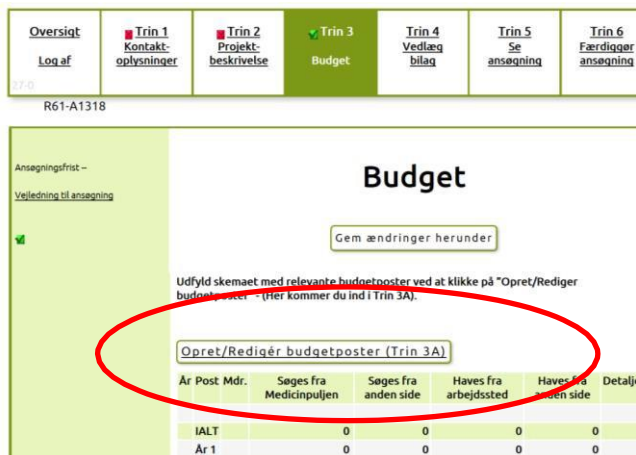 Oversigt
Log af
27-0
Trin 1
Kontakt-
oplysninger
Trin 2
Projekt-
beskrivelse
Trin 3
Budget
Trin 4
Vedlæg
bilag
Trin 5
Se
ansøgning
Trin 6
Færdiggør
ansøgning
R61-A1318
Ansøgningsfrist –
Vejledning til ansøgning
Budget
Gem ændringer herunder
Udfyld skemaet med relevante budgetposter ved at klikke på "Opret/Rediger
budgetposter" - (Her kommer du ind i Trin 3A).
Opret/Redigér budgetposter (Trin 3A)
År Post Mdr. Søges fra Søges fra Haves fra Haves fra Detalje
Medicinpuljen anden side arbejdssted anden side
IALT 0 0 0 0
År 1 0 0 0 0